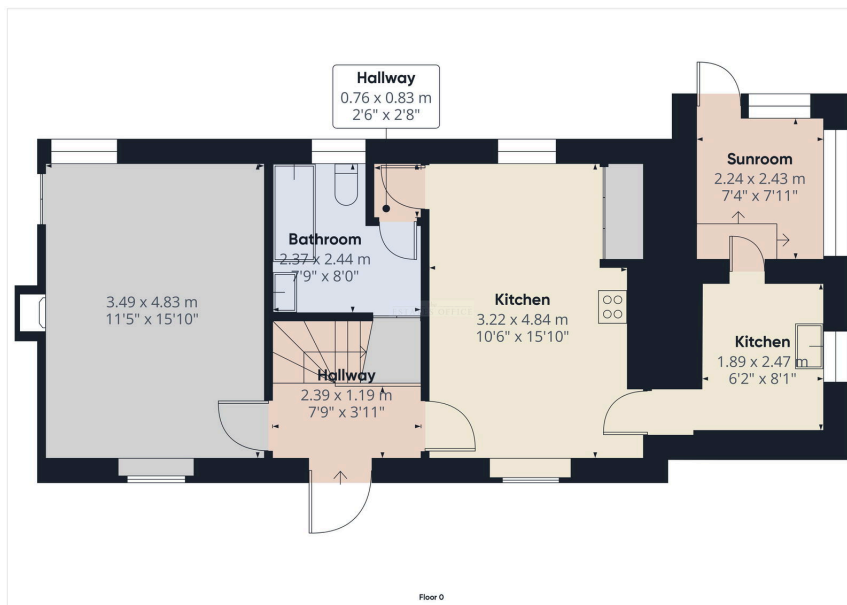 Hallway
0.76 x 0.83 m
2'6" x 2'8"
Sunroom
2.24 x 2.43 m
7'4" x 7'11"
Bathroom
2.37 x 2.44 m
7'9" x 8'0"
3.49 x 4.83 m
11'5" x 15'10"
Kitchen
3.22 x 4.84 m
10'6" x 15'10"
Kitchen
1.89 x 2.47 m
6'2" x 8'1"
Hallway
2.39 x 1.19 m
7'9" x 3'11"
Floor 0